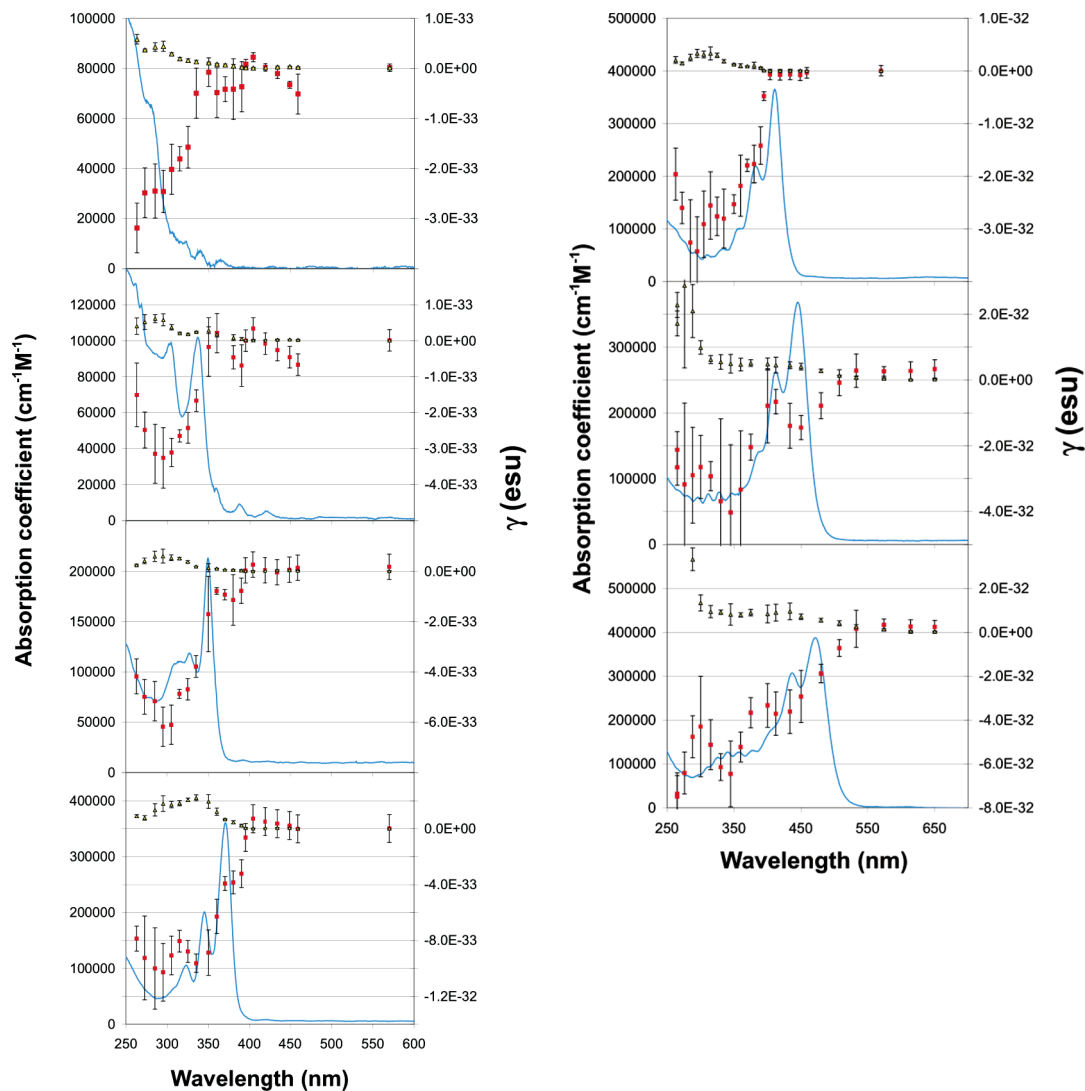 100000
80000
60000
40000
20000
0
1.0E-33
0.0E+00
-1.0E-33
-2.0E-33
-3.0E-33
120000
100000
80000
60000
40000
20000
0
1.0E-33
0.0E+00
-1.0E-33
-2.0E-33
-3.0E-33
-4.0E-33
200000
150000
100000
50000
0
0.0E+00
-2.0E-33
-4.0E-33
-6.0E-33
400000
300000
200000
100000
0
0.0E+00
-4.0E-33
-8.0E-33
-1.2E-32
250 300 350 400 450 500 550 600
Wavelength (nm)
Absorption coefficient (cm⁻¹M⁻¹)
γ (esu)
500000
400000
300000
200000
100000
0
1.0E-32
0.0E+00
-1.0E-32
-2.0E-32
-3.0E-32
300000
200000
100000
0
2.0E-32
0.0E+00
-2.0E-32
-4.0E-32
500000
400000
300000
200000
100000
0
2.0E-32
0.0E+00
-2.0E-32
-4.0E-32
-6.0E-32
-8.0E-32
250 350 450 550 650
Wavelength (nm)
Absorption coefficient (cm⁻¹M⁻¹)
γ (esu)